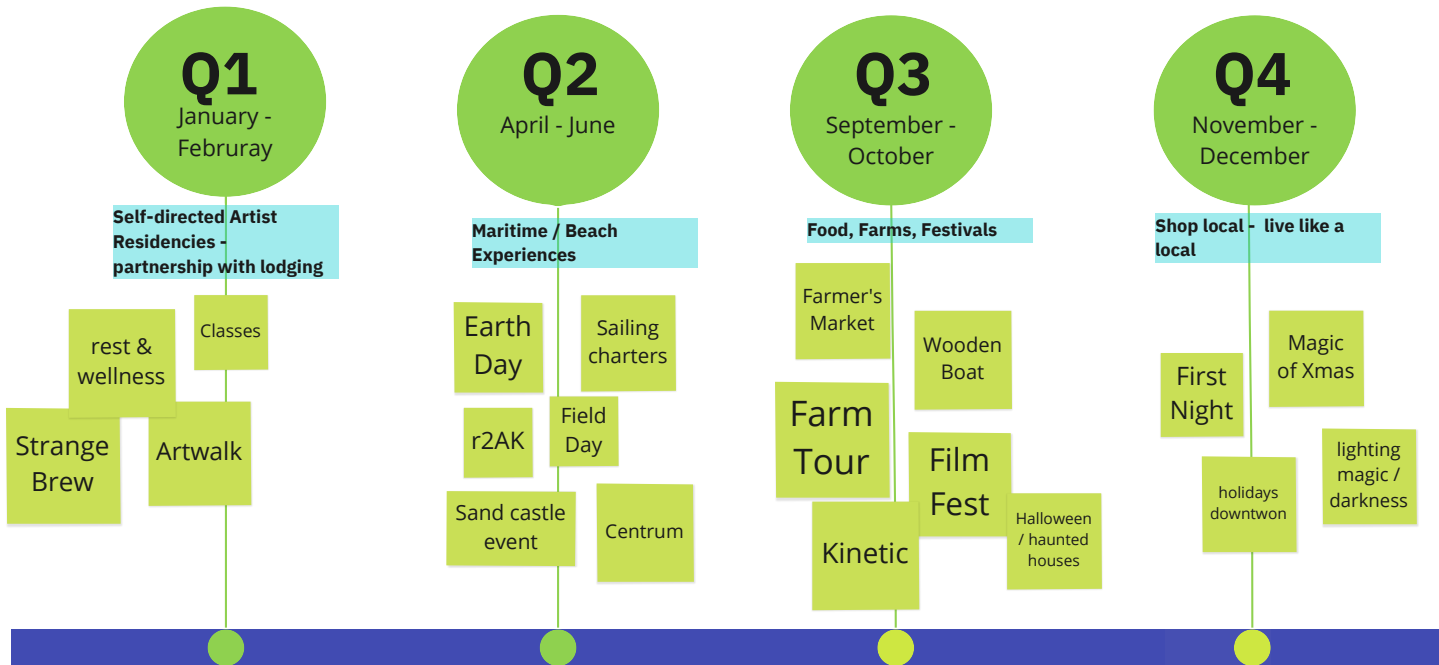 Q1
January -
Februray
Self-directed Artist
Residencies -
partnership with lodging
Classes
rest &
wellness
Strange
Brew
Artwalk
Q2
April - June
Maritime / Beach
Experiences
Earth
Day
Sailing
charters
r2AK
Field
Day
Sand castle
event
Centrum
Q3
September -
October
Food, Farms, Festivals
Farmer's
Market
Wooden
Boat
Farm
Tour
Film
Fest
Kinetic
Halloween
/ haunted
houses
Q4
November -
December
Shop local -  live like a
local
Magic
of Xmas
First
Night
lighting
magic /
darkness
holidays
downtwon